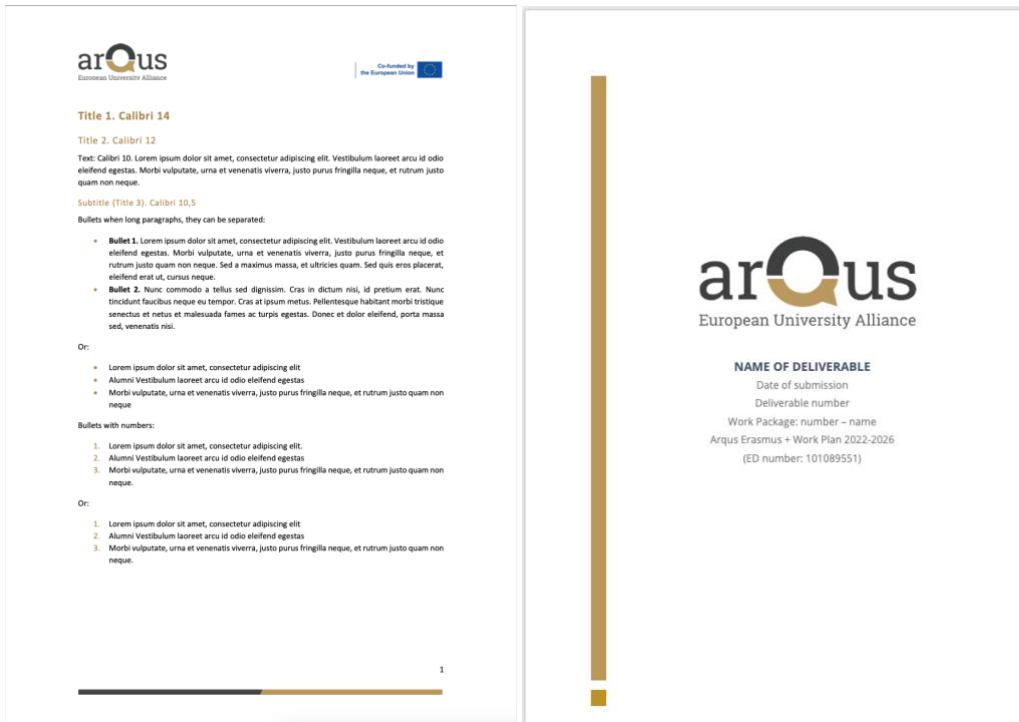 arQus
European University Alliance
Co-funded by
the European Union
Title 1. Calibri 14
Title 2. Calibri 12
Text: Calibri 10. Lorem ipsum dolor sit amet, consectetur adipiscing elit. Vestibulum laoreet arcu id odio
eleifend egestas. Morbi vulputate, urna et venenatis viverra, justo purus fringilla neque, et rutrum justo
quam non neque.
Subtitle (Title 3). Calibri 10,5
Bullets when long paragraphs, they can be separated:
• Bullet 1. Lorem ipsum dolor sit amet, consectetur adipiscing elit. Vestibulum laoreet arcu id odio
eleifend egestas. Morbi vulputate, urna et venenatis viverra, justo purus fringilla neque, et
rutrum justo quam non neque. Sed a maximus massa, et ultricies quam. Sed quis eros placerat,
eleifend erat ut, cursus neque.
• Bullet 2. Nunc commodo a tellus sed dignissim. Cras in dictum nisi, id pretium erat. Nunc
tincidunt faucibus neque eu tempor. Cras at ipsum metus. Pellentesque habitant morbi tristique
senectus et netus et malesuada fames ac turpis egestas. Donec et dolor eleifend, porta massa
sed, venenatis nisi.
Or:
• Lorem ipsum dolor sit amet, consectetur adipiscing elit
• Alumni Vestibulum laoreet arcu id odio eleifend egestas
• Morbi vulputate, urna et venenatis viverra, justo purus fringilla neque, et rutrum justo quam non
neque
Bullets with numbers:
1. Lorem ipsum dolor sit amet, consectetur adipiscing elit.
2. Alumni Vestibulum laoreet arcu id odio eleifend egestas
3. Morbi vulputate, urna et venenatis viverra, justo purus fringilla neque, et rutrum justo quam non
neque.
Or:
1. Lorem ipsum dolor sit amet, consectetur adipiscing elit
2. Alumni Vestibulum laoreet arcu id odio eleifend egestas
3. Morbi vulputate, urna et venenatis viverra, justo purus fringilla neque, et rutrum justo quam non
neque.
1
arQus
European University Alliance
NAME OF DELIVERABLE
Date of submission
Deliverable number
Work Package: number – name
Arqus Erasmus + Work Plan 2022-2026
(ED number: 101089551)